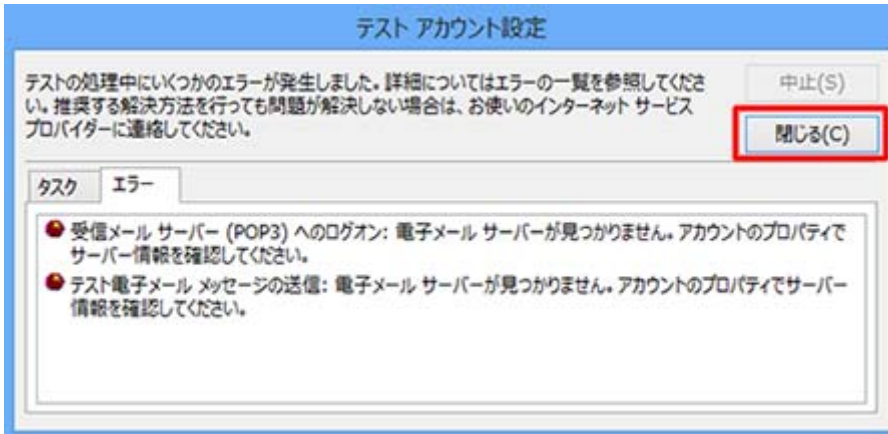 テスト アカウント設定
テストの処理中にいくつかのエラーが発生しました。詳細についてはエラーの一覧を参照してくださ
い。推奨する解決方法を行っても問題が解決しない場合は、お使いのインターネット サービス
プロバイダーに連絡してください。
中止(S)
閉じる(C)
タスク エラー
受信メール サーバー (POP3) へのログオン: 電子メール サーバーが見つかりません。アカウントのプロパティで
サーバー情報を確認してください。
テスト電子メール メッセージの送信: 電子メール サーバーが見つかりません。アカウントのプロパティでサーバー
情報を確認してください。